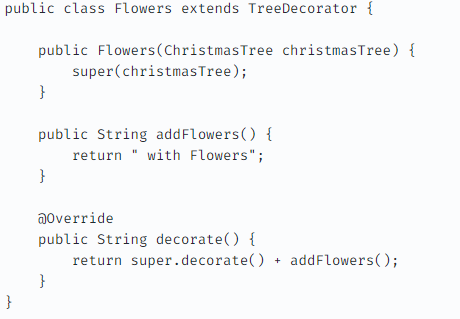 public class Flowers extends TreeDecorator {
    public Flowers(ChristmasTree christmasTree) {
        super(christmasTree);
    }
    public String addFlowers() {
        return " with Flowers";
    }
    @Override
    public String decorate() {
        return super.decorate() + addFlowers();
    }
}